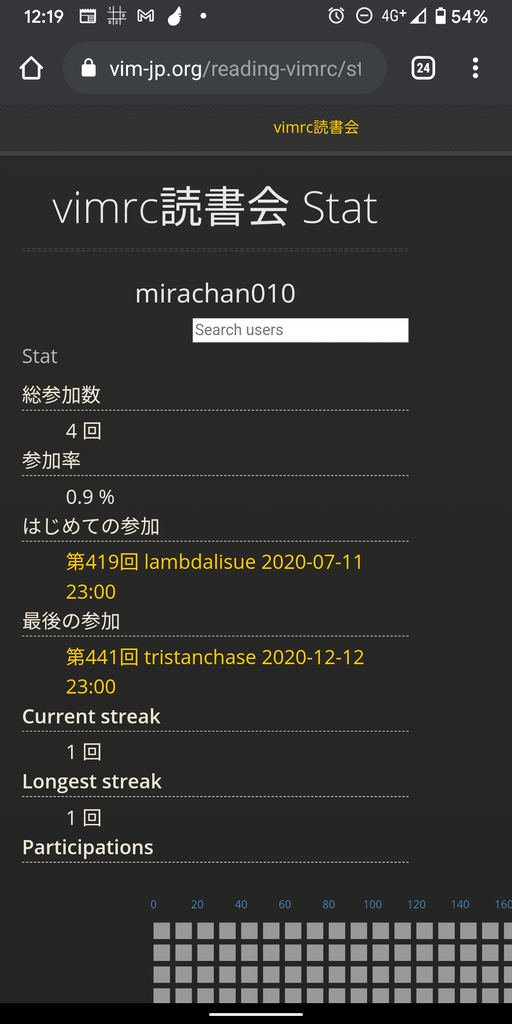 12:19 4G+ 54%
vim-jp.org/reading-vimrc/st 24
vimrc読書会
vimrc読書会 Stat
mirachan010
Search users
Stat
総参加数
4 回
参加率
0.9 %
はじめての参加
第419回 lambdalisue 2020-07-11
23:00
最後の参加
第441回 tristanchase 2020-12-12
23:00
Current streak
1 回
Longest streak
1 回
Participations
0 20 40 60 80 100 120 140 160